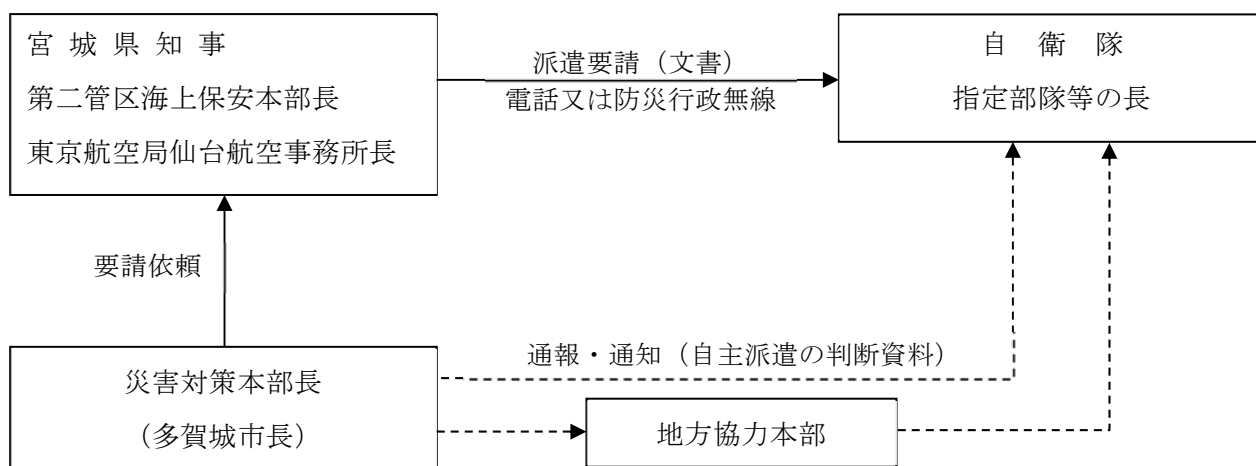 宮城県知事
第二管区海上保安本部長
東京航空局仙台航空事務所長
派遣要請（文書）
電話又は防災行政無線
自衛隊
指定部隊等の長
要請依頼
災害対策本部長
（多賀城市長）
通報・通知（自主派遣の判断資料）
地方協力本部